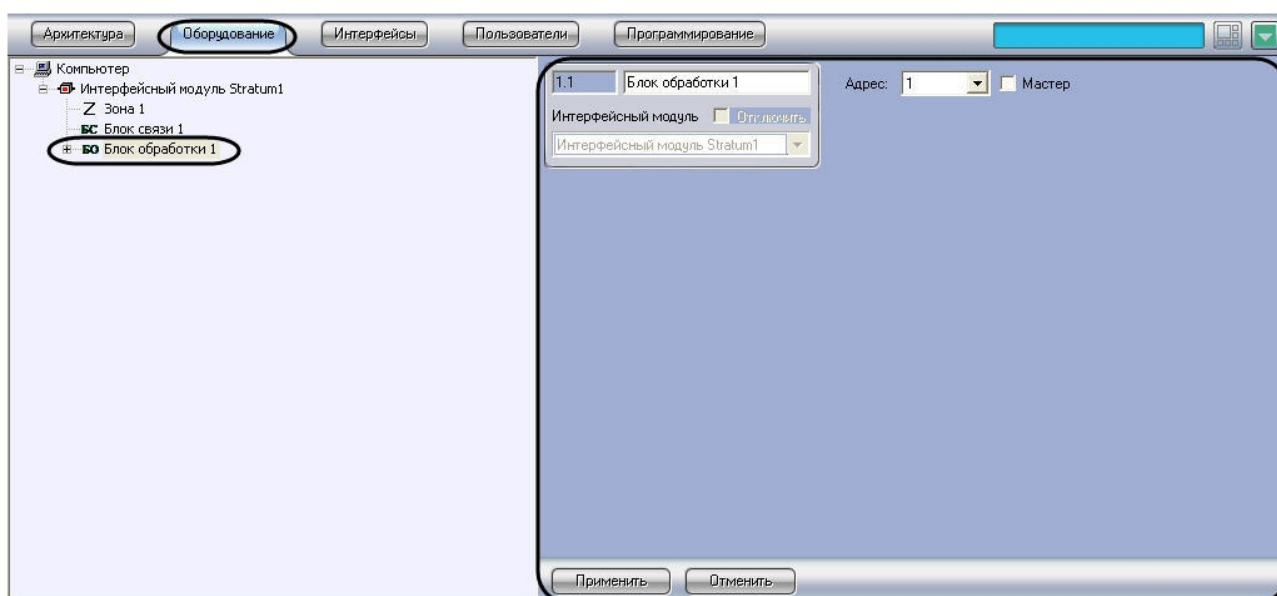 Архитектура Оборудование Интерфейсы Пользователи Программирование
Компьютер
Интерфейсный модуль Stratum1
Z Зона 1
БС Блок связи 1
БО Блок обработки 1
1.1 Блок обработки 1 Адрес: 1 Мастер
Интерфейсный модуль Отключить
Интерфейсный модуль Stratum1
Применить Отменить